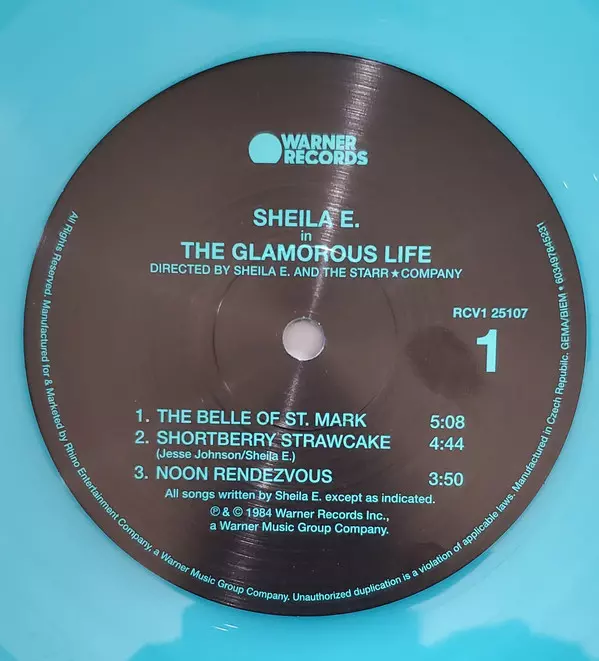 WARNER
RECORDS
SHEILA E.
in
THE GLAMOROUS LIFE
DIRECTED BY SHEILA E. AND THE STARR★COMPANY
RCV1 25107
1
1. THE BELLE OF ST. MARK 5:08
2. SHORTBERRY STRAWCAKE 4:44
(Jesse Johnson/Sheila E.)
3. NOON RENDEZVOUS 3:50
All songs written by Sheila E. except as indicated.
℗ & © 1984 Warner Records Inc.,
a Warner Music Group Company.
All Rights Reserved. Manufactured for & Marketed by Rhino Entertainment Company, a Warner Music Group Company. Unauthorized duplication is a violation of applicable laws. Manufactured in Czech Republic. GEMA/BIEM • 603497845231